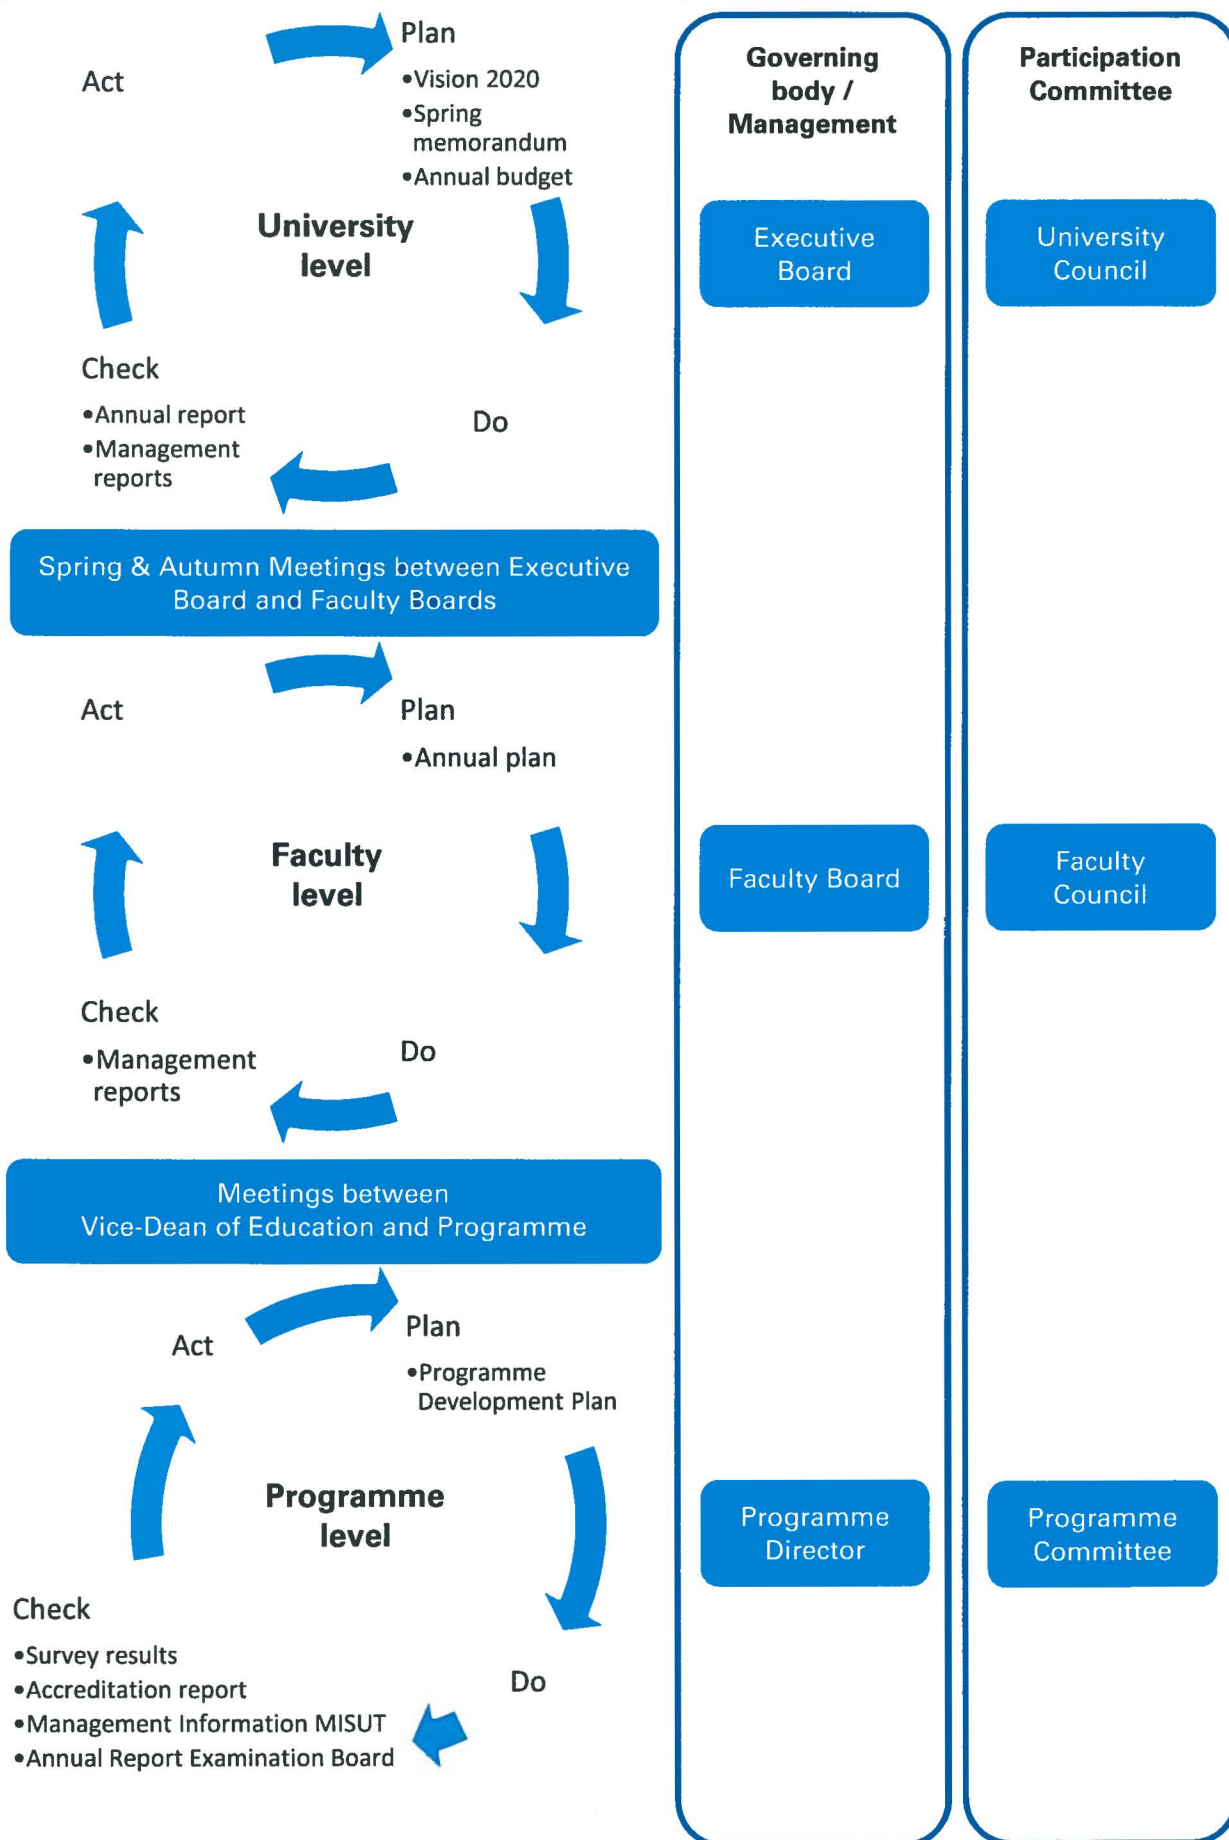 Act
Plan
•Vision 2020
•Spring
memorandum
•Annual budget
University
level
Check
•Annual report
•Management
reports
Do
Spring & Autumn Meetings between Executive
Board and Faculty Boards
Act
Plan
•Annual plan
Faculty
level
Check
•Management
reports
Do
Meetings between
Vice-Dean of Education and Programme
Act
Plan
•Programme
Development Plan
Programme
level
Check
•Survey results
•Accreditation report
•Management Information MISUT
•Annual Report Examination Board
Do
Governing
body /
Management
Executive
Board
Faculty Board
Programme
Director
Participation
Committee
University
Council
Faculty
Council
Programme
Committee